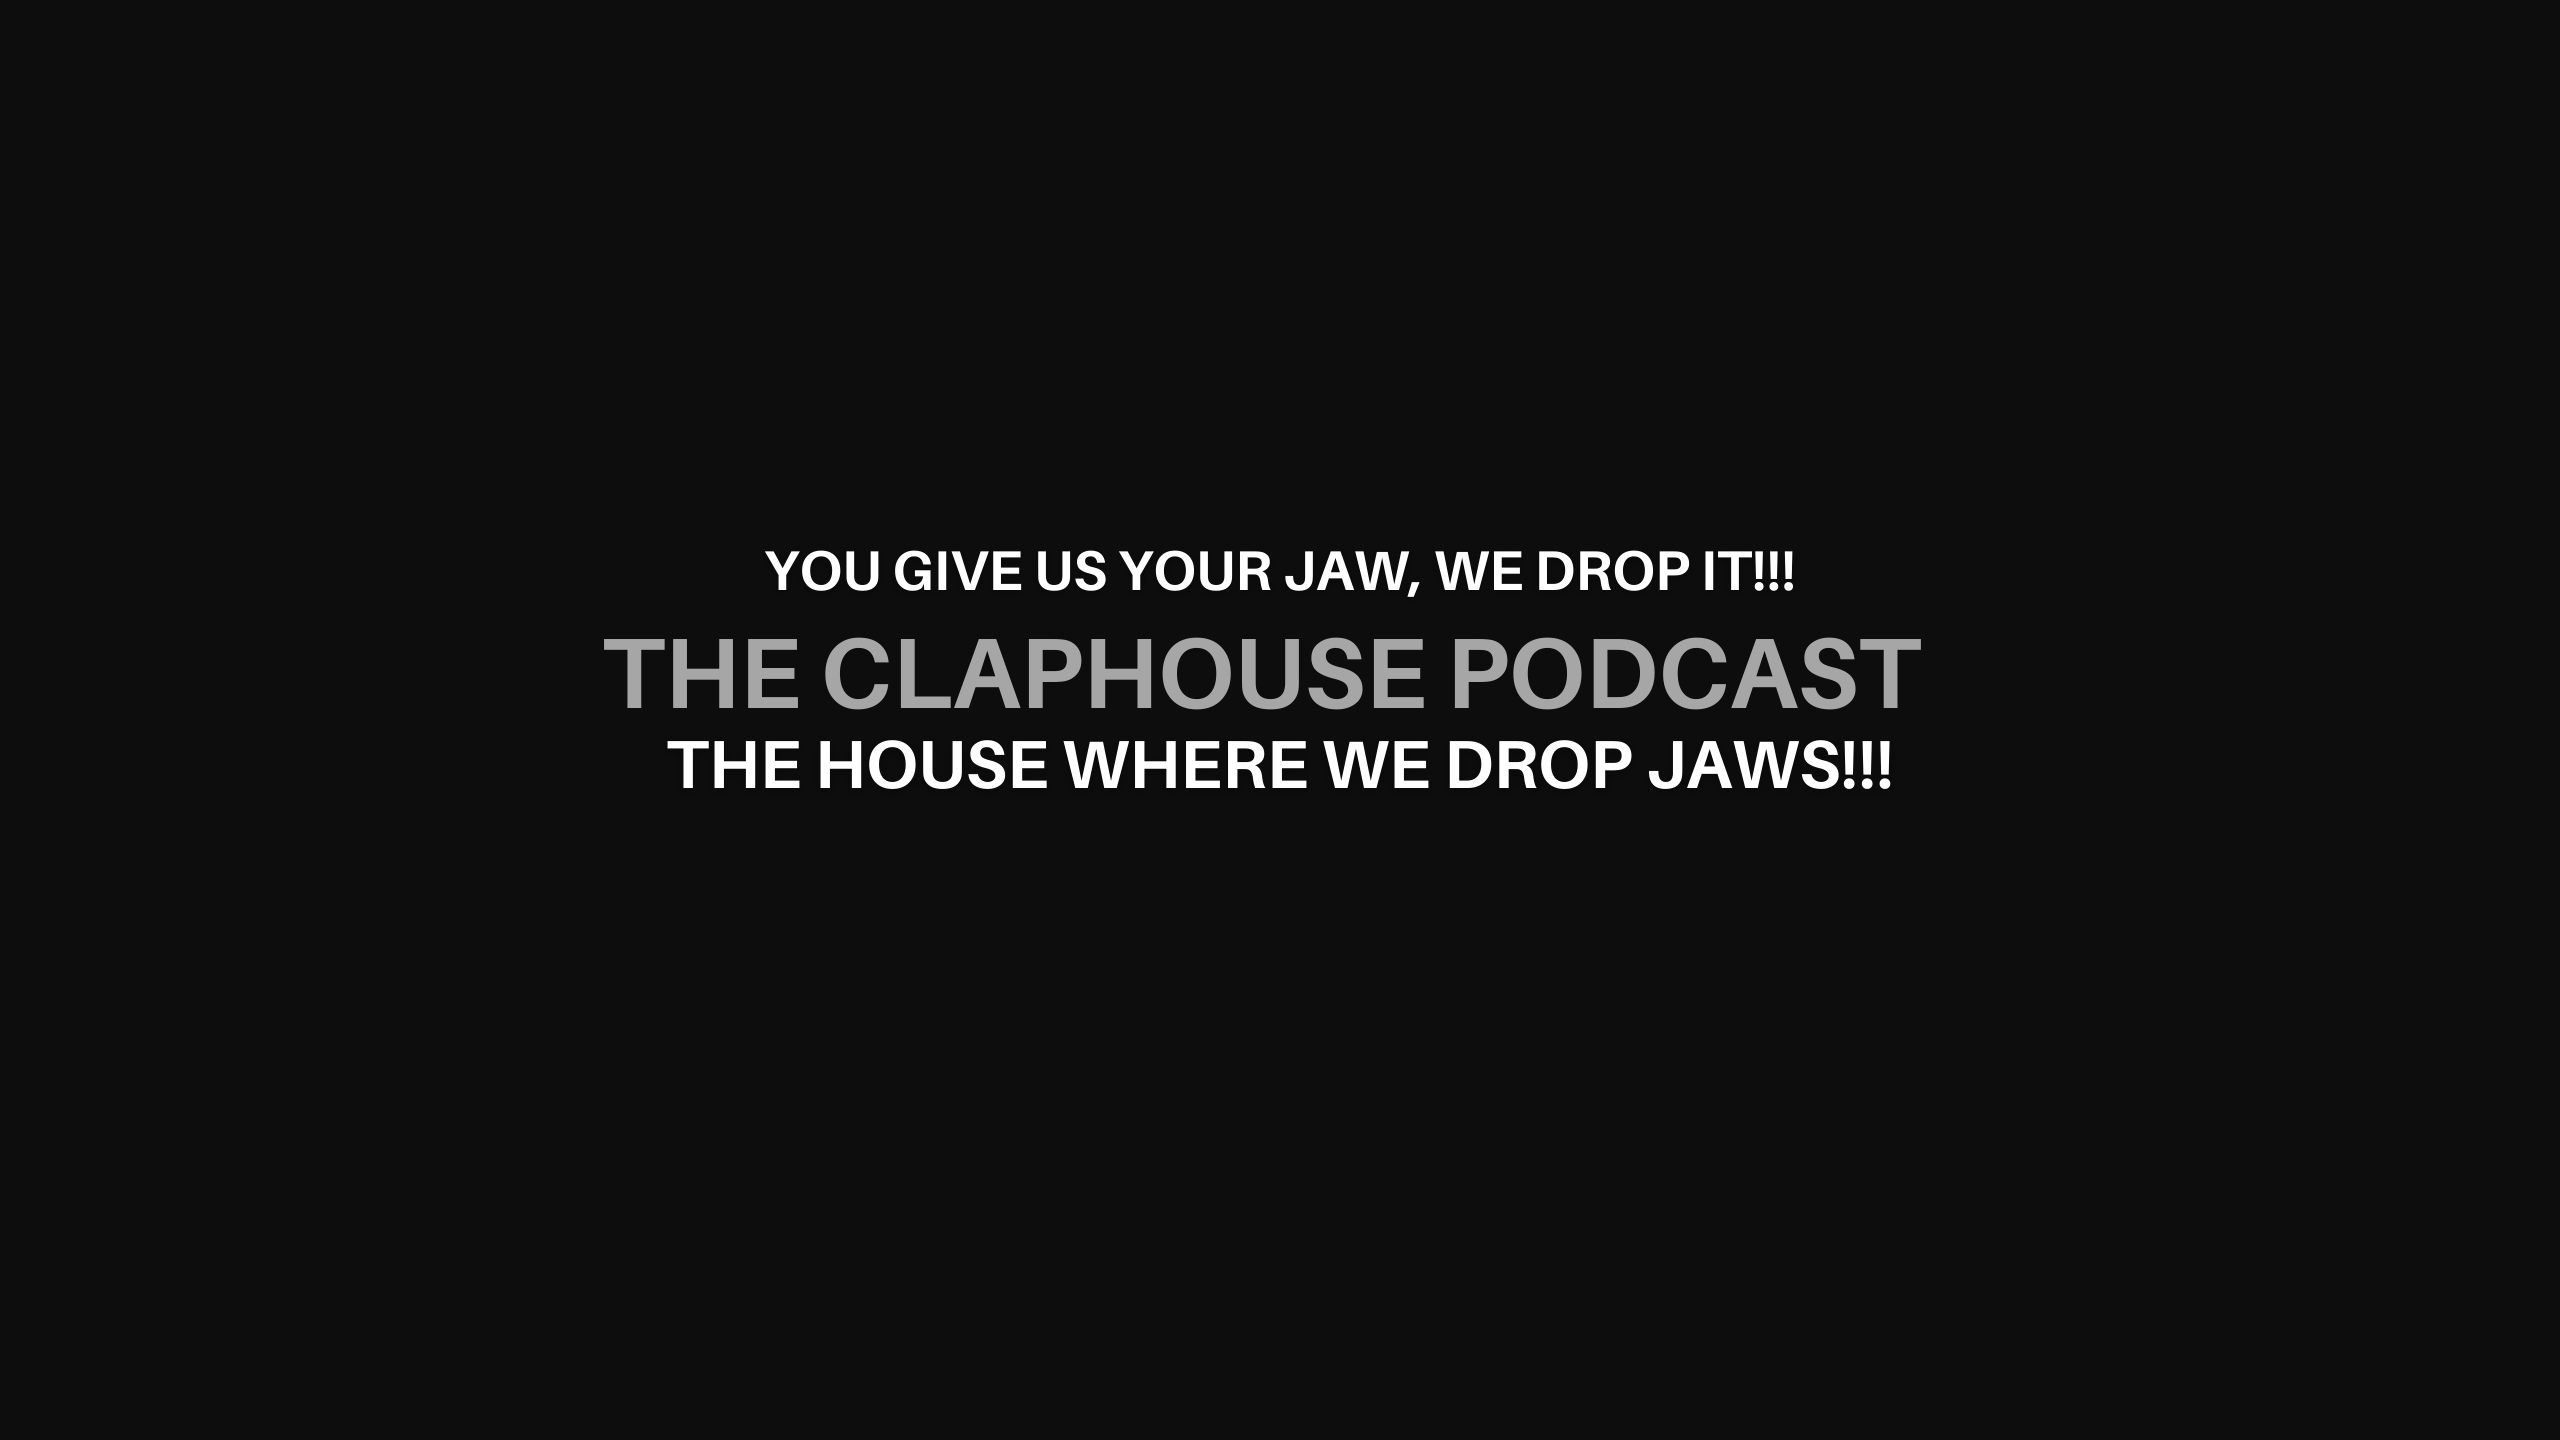 YOU GIVE US YOUR JAW, WE DROP IT!!!
THE CLAPHOUSE PODCAST
THE HOUSE WHERE WE DROP JAWS!!!